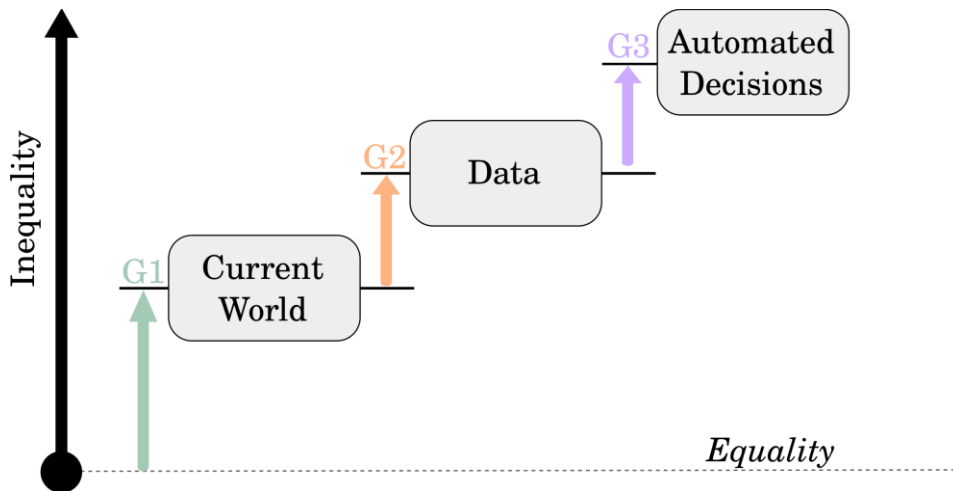 G3
Automated
Decisions
G2
Data
Inequality
G1
Current
World
Equality